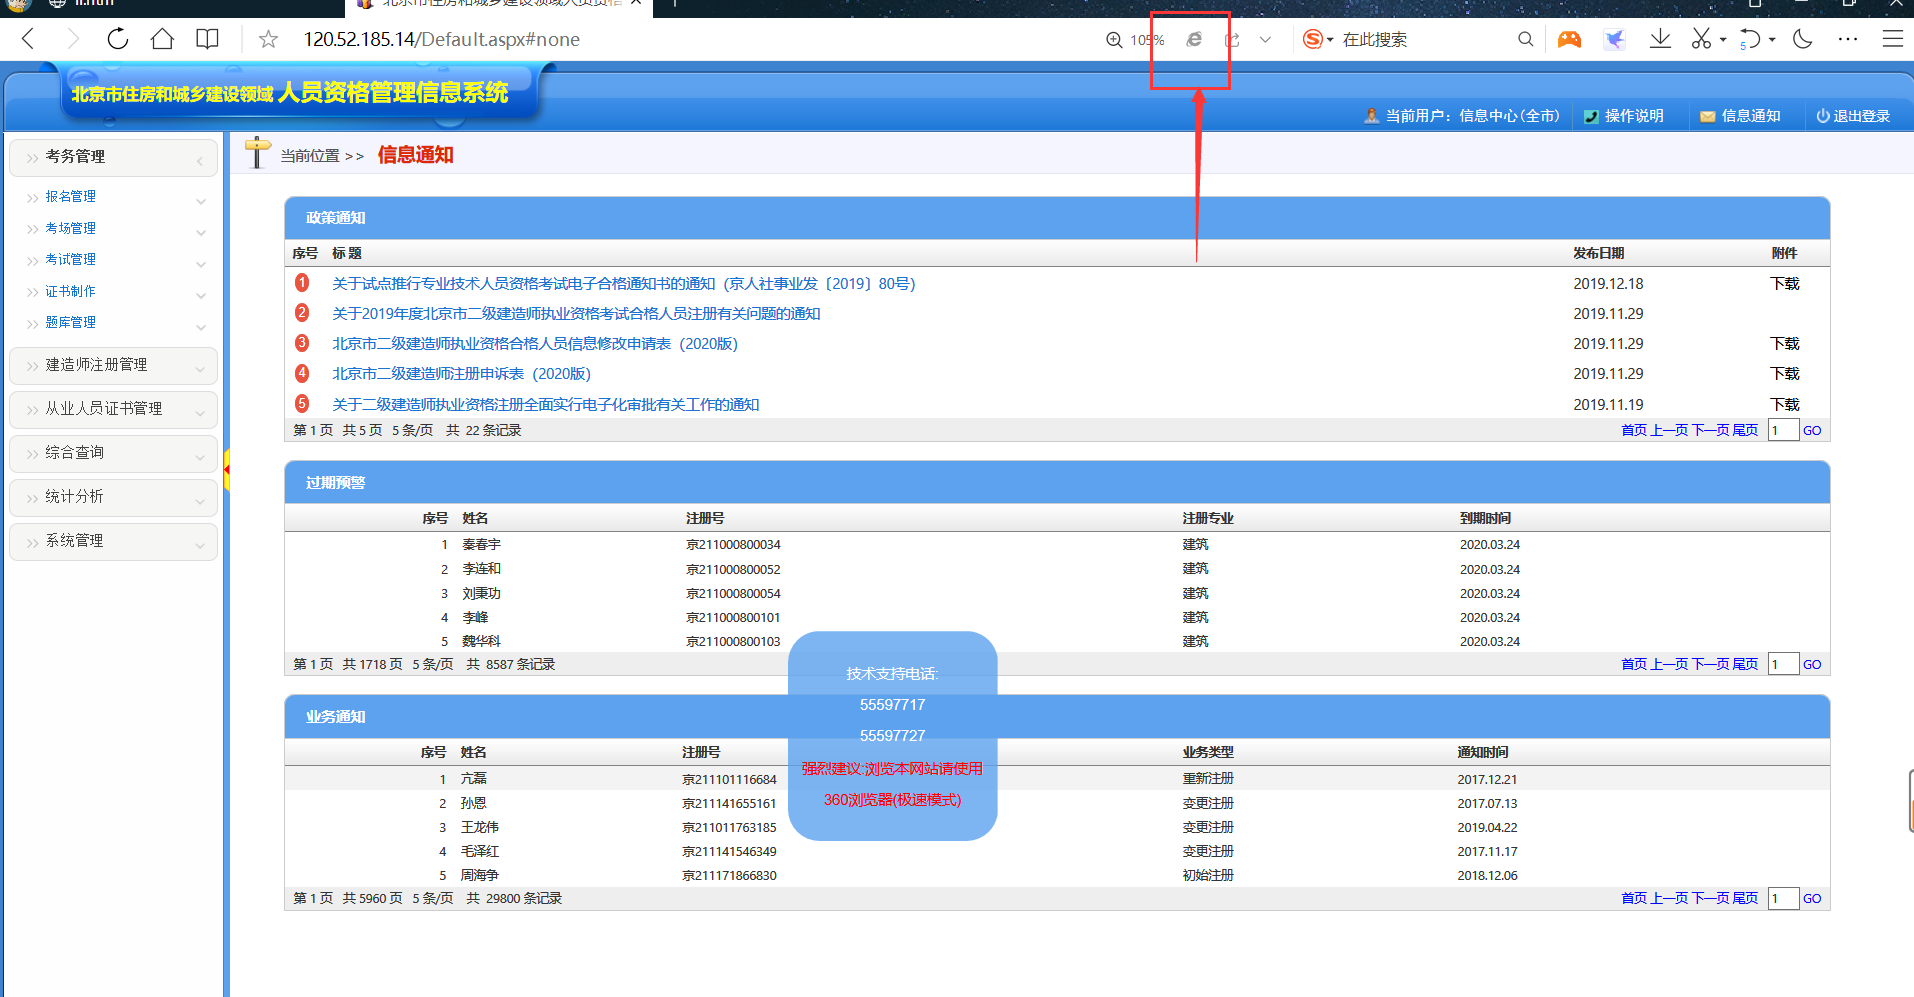 120.52.185.14/Default.aspx#none
105%
在此搜索
5
北京市住房和城乡建设领域 人员资格管理信息系统
当前用户：信息中心(全市)
操作说明
信息通知
退出登录
考务管理
报名管理
考场管理
考试管理
证书制作
题库管理
建造师注册管理
从业人员证书管理
综合查询
统计分析
系统管理
当前位置 >> 信息通知
政策通知
序号 标 题 发布日期 附件
1 关于试点推行专业技术人员资格考试电子合格通知书的通知（京人社事业发〔2019〕80号） 2019.12.18 下载
2 关于2019年度北京市二级建造师执业资格考试合格人员注册有关问题的通知 2019.11.29
3 北京市二级建造师执业资格合格人员信息修改申请表（2020版） 2019.11.29 下载
4 北京市二级建造师注册申诉表（2020版） 2019.11.29 下载
5 关于二级建造师执业资格注册全面实行电子化审批有关工作的通知 2019.11.19 下载
第 1 页 共 5 页 5 条/页 共 22 条记录 首页 上一页 下一页 尾页 1 GO
过期预警
序号 姓名 注册号 注册专业 到期时间
1 秦春宇 京211000800034 建筑 2020.03.24
2 李连和 京211000800052 建筑 2020.03.24
3 刘秉功 京211000800054 建筑 2020.03.24
4 李峰 京211000800101 建筑 2020.03.24
5 魏华科 京211000800103 建筑 2020.03.24
第 1 页 共 1718 页 5 条/页 共 8587 条记录 首页 上一页 下一页 尾页 1 GO
业务通知
序号 姓名 注册号 业务类型 通知时间
1 亢磊 京211101116684 重新注册 2017.12.21
2 孙恩 京211141655161 变更注册 2017.07.13
3 王龙伟 京211011763185 变更注册 2019.04.22
4 毛泽红 京211141546349 变更注册 2017.11.17
5 周海争 京211171866830 初始注册 2018.12.06
第 1 页 共 5960 页 5 条/页 共 29800 条记录 首页 上一页 下一页 尾页 1 GO
技术支持电话:
55597717
55597727
强烈建议:浏览本网站请使用
360浏览器(极速模式)